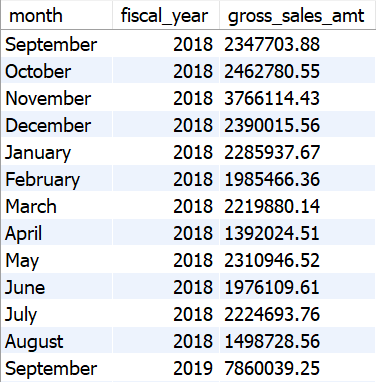 month fiscal_year gross_sales_amt
September 2018 2347703.88
October 2018 2462780.55
November 2018 3766114.43
December 2018 2390015.56
January 2018 2285937.67
February 2018 1985466.36
March 2018 2219880.14
April 2018 1392024.51
May 2018 2310946.52
June 2018 1976109.61
July 2018 2224693.76
August 2018 1498728.56
September 2019 7860039.25